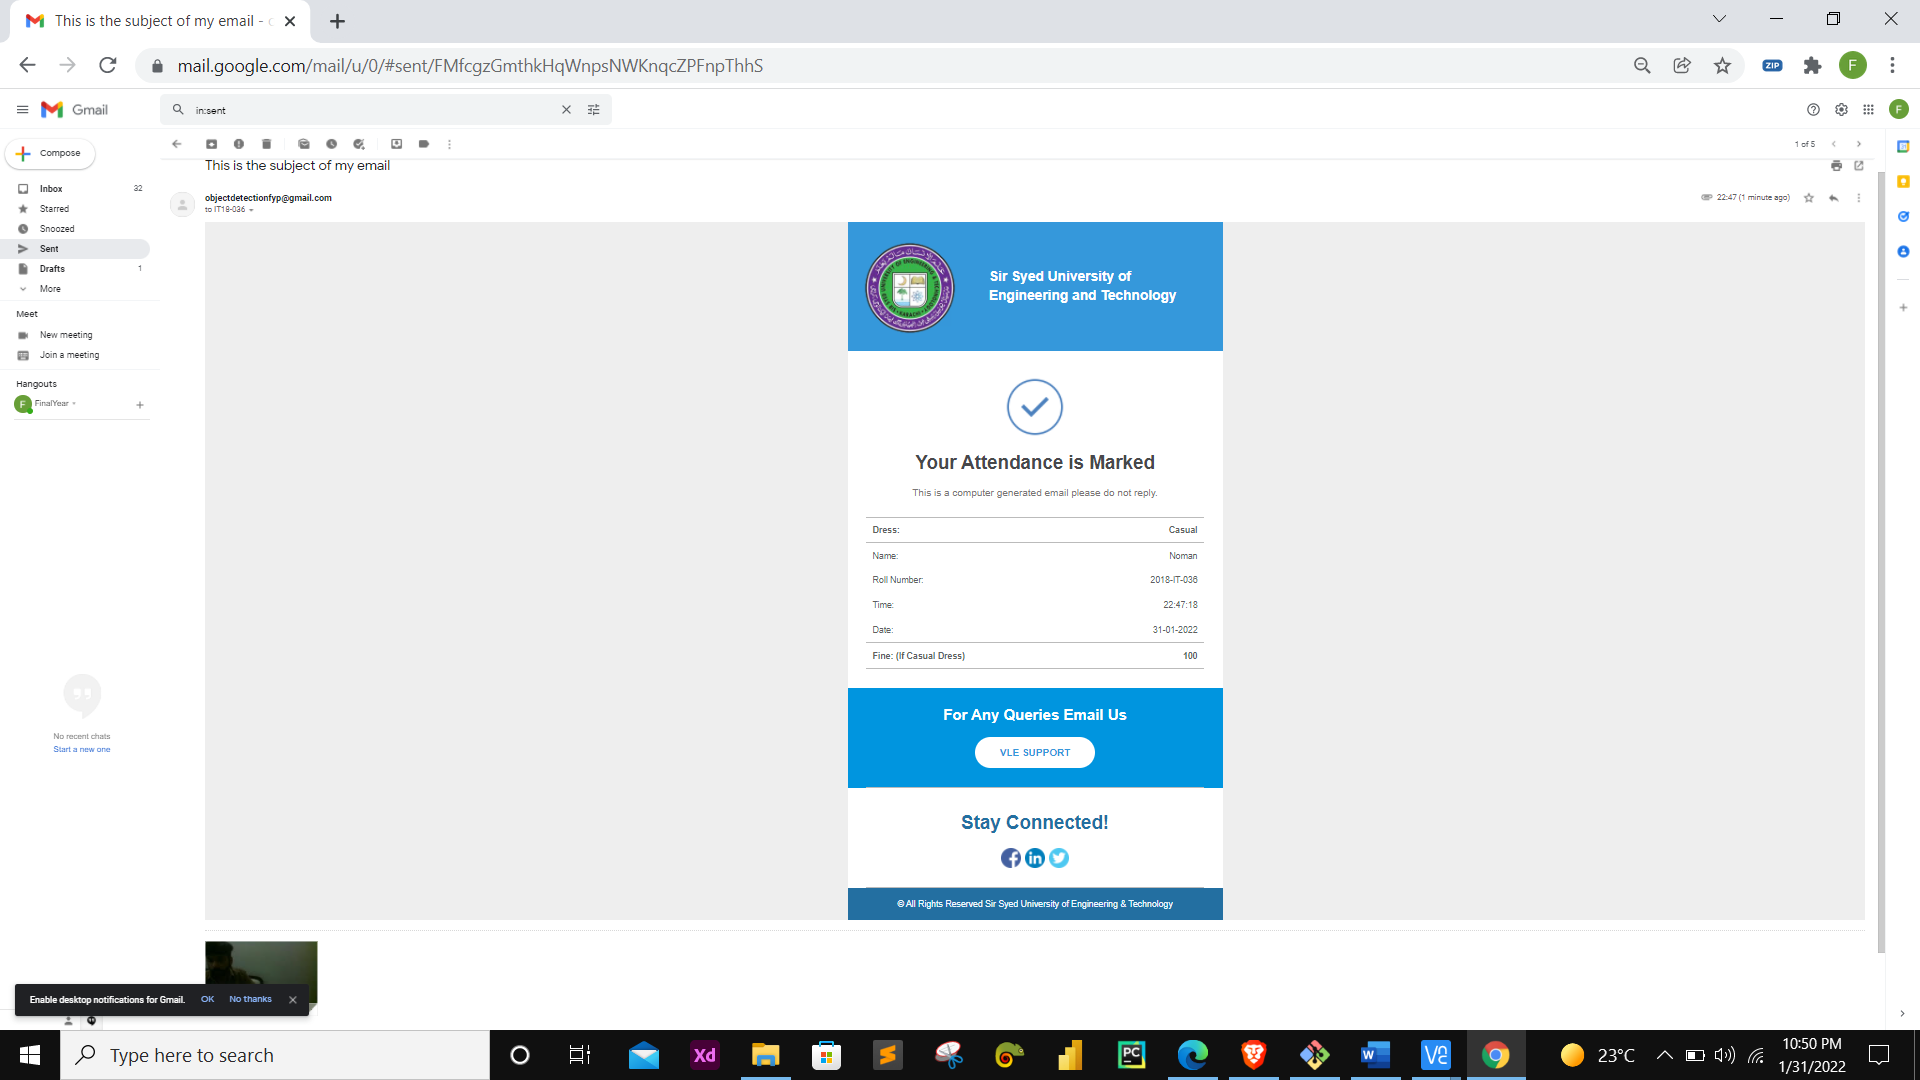 This is the subject of my email -
mail.google.com/mail/u/0/#sent/FMfcgzGmthkHqWnpsNWKnqcZPFnpThhS
ZIP
F
Gmail
in:sent
F
Compose
1 of 5
This is the subject of my email
Inbox 32
Starred
Snoozed
Sent
Drafts 1
More
Meet
New meeting
Join a meeting
Hangouts
F FinalYear
No recent chats
Start a new one
objectdetectionfyp@gmail.com
to IT18-036
22:47 (1 minute ago)
Sir Syed University of
Engineering and Technology
Your Attendance is Marked
This is a computer generated email please do not reply.
Dress: Casual
Name: Noman
Roll Number: 2018-IT-036
Time: 22:47:18
Date: 31-01-2022
Fine: (If Casual Dress) 100
For Any Queries Email Us
VLE SUPPORT
Stay Connected!
© All Rights Reserved Sir Syed University of Engineering & Technology
Enable desktop notifications for Gmail. OK No thanks
Type here to search
Xd
PC
W
23°C
10:50 PM
1/31/2022